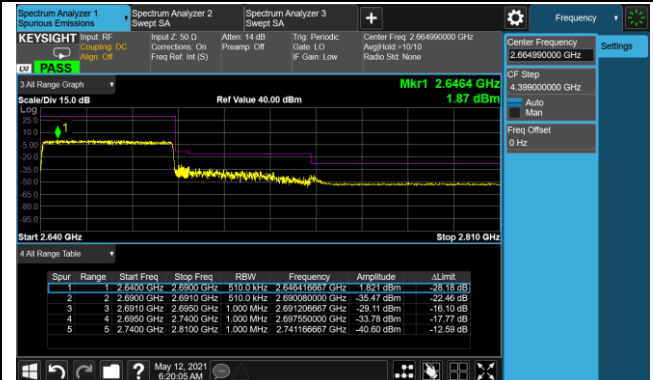 Spectrum Analyzer 1
Spurious Emissions
Spectrum Analyzer 2
Swept SA
Spectrum Analyzer 3
Swept SA
+
Frequency
KEYSIGHT
Input: RF
Coupling: DC
Align: Off
Input Z: 50 Ω
Corrections: On
Freq Ref: Int (S)
Atten: 14 dB
Preamp: Off
Trig: Periodic
Gate: LO
IF Gain: Low
Center Freq: 2.664990000 GHz
Avg|Hold:>10/10
Radio Std: None
LXI
PASS
Center Frequency
2.664990000 GHz
Settings
CF Step
4.399000000 GHz
Auto
Man
Freq Offset
0 Hz
3 All Range Graph
Mkr1 2.6464 GHz
Scale/Div 15.0 dB
Ref Value 40.00 dBm
1.87 dBm
Log
25.0
10.0
-5.00
-20.0
-35.0
-50.0
-65.0
-80.0
-95.0
1
Start 2.640 GHz
Stop 2.810 GHz
4 All Range Table
Spur Range Start Freq Stop Freq RBW Frequency Amplitude ΔLimit
1 1 2.6400 GHz 2.6900 GHz 510.0 kHz 2.646416667 GHz 1.821 dBm -28.18 dB
2 2 2.6900 GHz 2.6910 GHz 510.0 kHz 2.690080000 GHz -35.47 dBm -22.46 dB
3 3 2.6910 GHz 2.6950 GHz 1.000 MHz 2.691206667 GHz -29.11 dBm -16.10 dB
4 4 2.6950 GHz 2.7400 GHz 1.000 MHz 2.697550000 GHz -33.78 dBm -17.77 dB
5 5 2.7400 GHz 2.8100 GHz 1.000 MHz 2.741166667 GHz -40.60 dBm -12.59 dB
?
May 12, 2021
6:20:05 AM